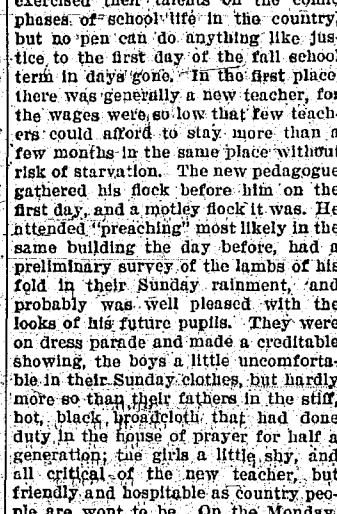 exercised their talents on the comic
phases of school life in the country
but no pen can do anything like jus-
tice to the first day of the fall school
term in days gone. In the first place
there was generally a new teacher, for
the wages were so low that few teach-
ers could afford to stay more than a
few months in the same place without
risk of starvation. The new pedagogue
gathered his flock before him on the
first day, and a motley flock it was. He
attended "preaching" most likely in the
same building the day before, had a
preliminary survey of the lambs of his
fold in their Sunday rainment, and
probably was well pleased with the
looks of his future pupils. They were
on dress parade and made a creditable
showing, the boys a little uncomforta-
ble in their Sunday clothes, but hardly
more so than their fathers in the stiff,
hot, black broadcloth that had done
duty in the house of prayer for half a
generation; the girls a little shy, and
all critical of the new teacher, but
friendly and hospitable as country peo-
ple are wont to be. On the Monday